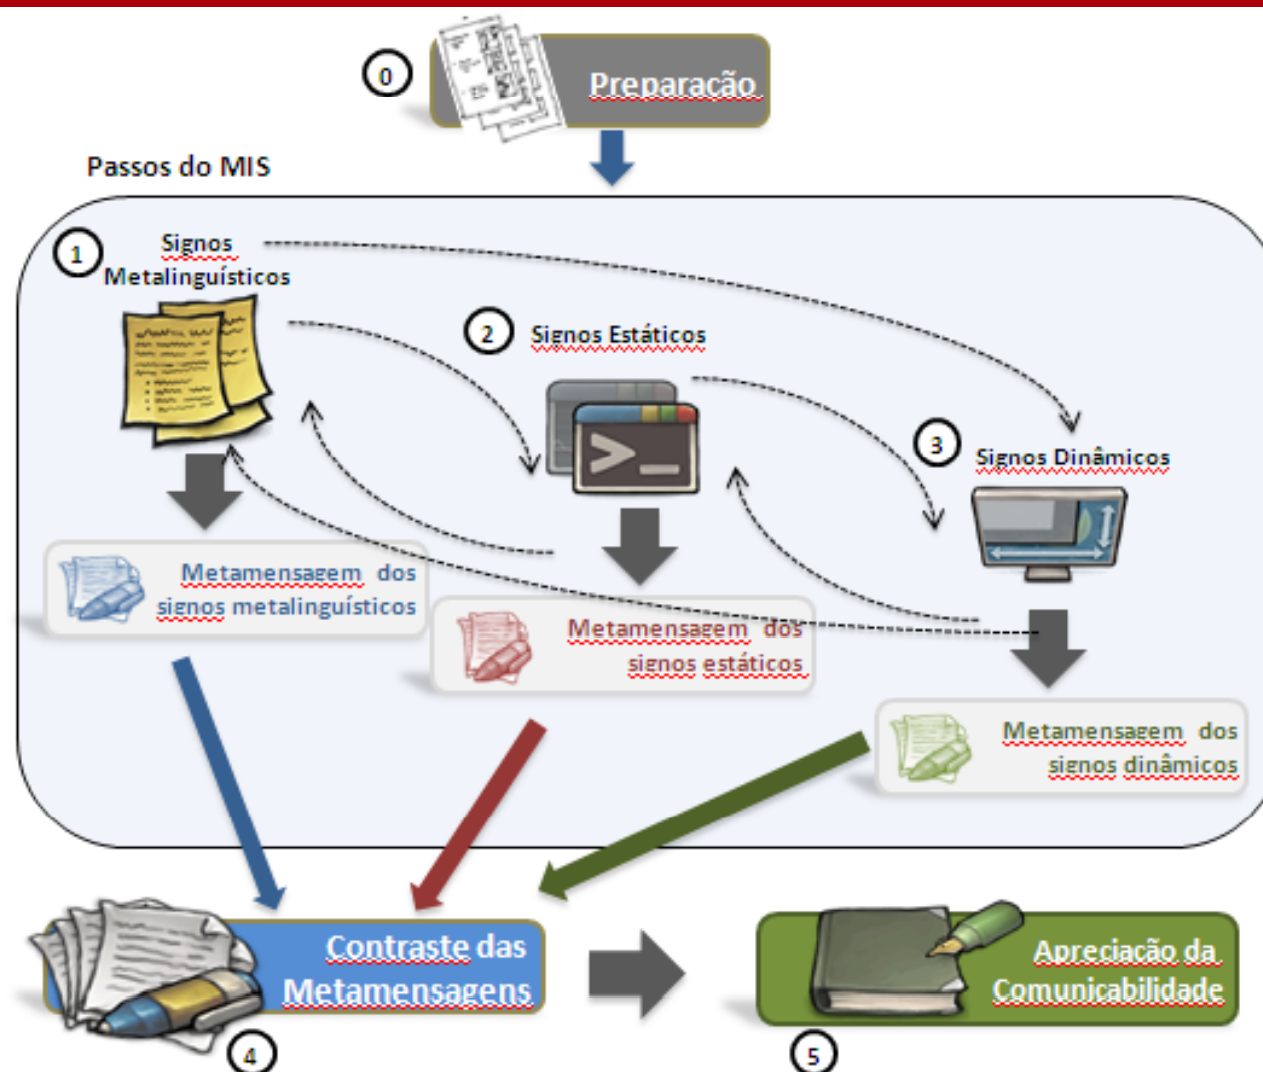 0
Preparação
Passos do MIS
1
Signos
Metalinguísticos
2
Signos Estáticos
3
Signos Dinâmicos
Metamensagem dos
signos metalinguísticos
Metamensagem dos
signos estáticos
Metamensagem dos
signos dinâmicos
Contraste das
Metamensagens
4
Apreciação da
Comunicabilidade
5